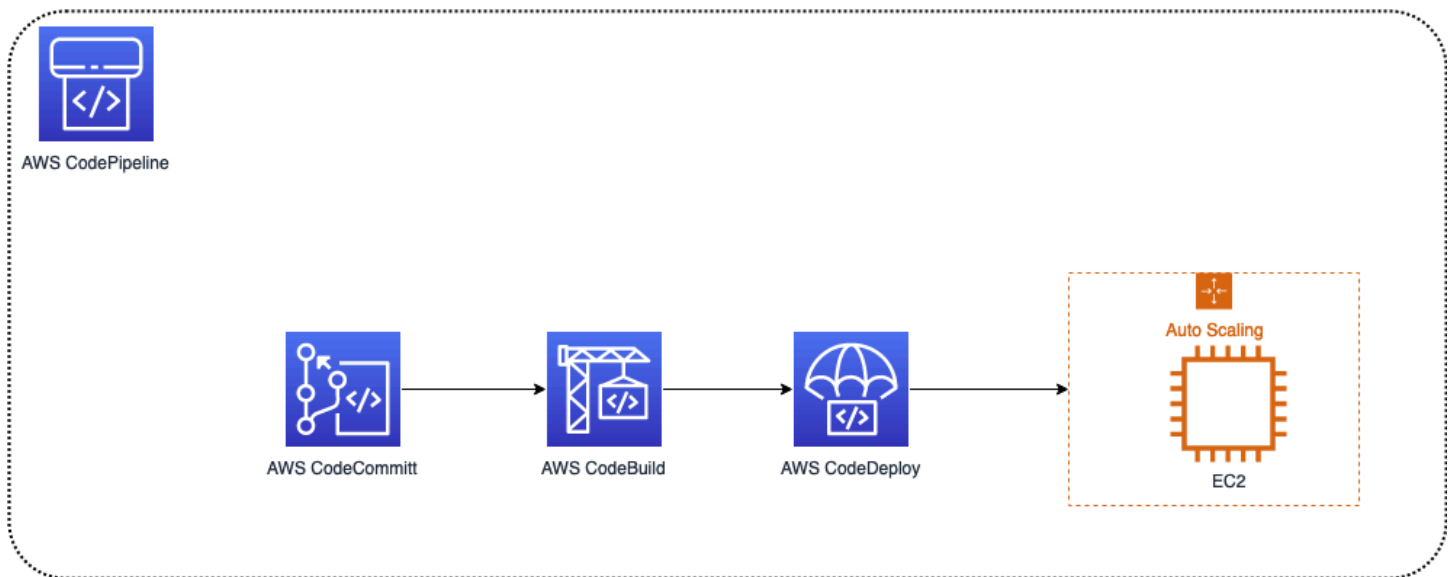 AWS CodePipeline
Auto Scaling
AWS CodeCommitt
AWS CodeBuild
AWS CodeDeploy
EC2